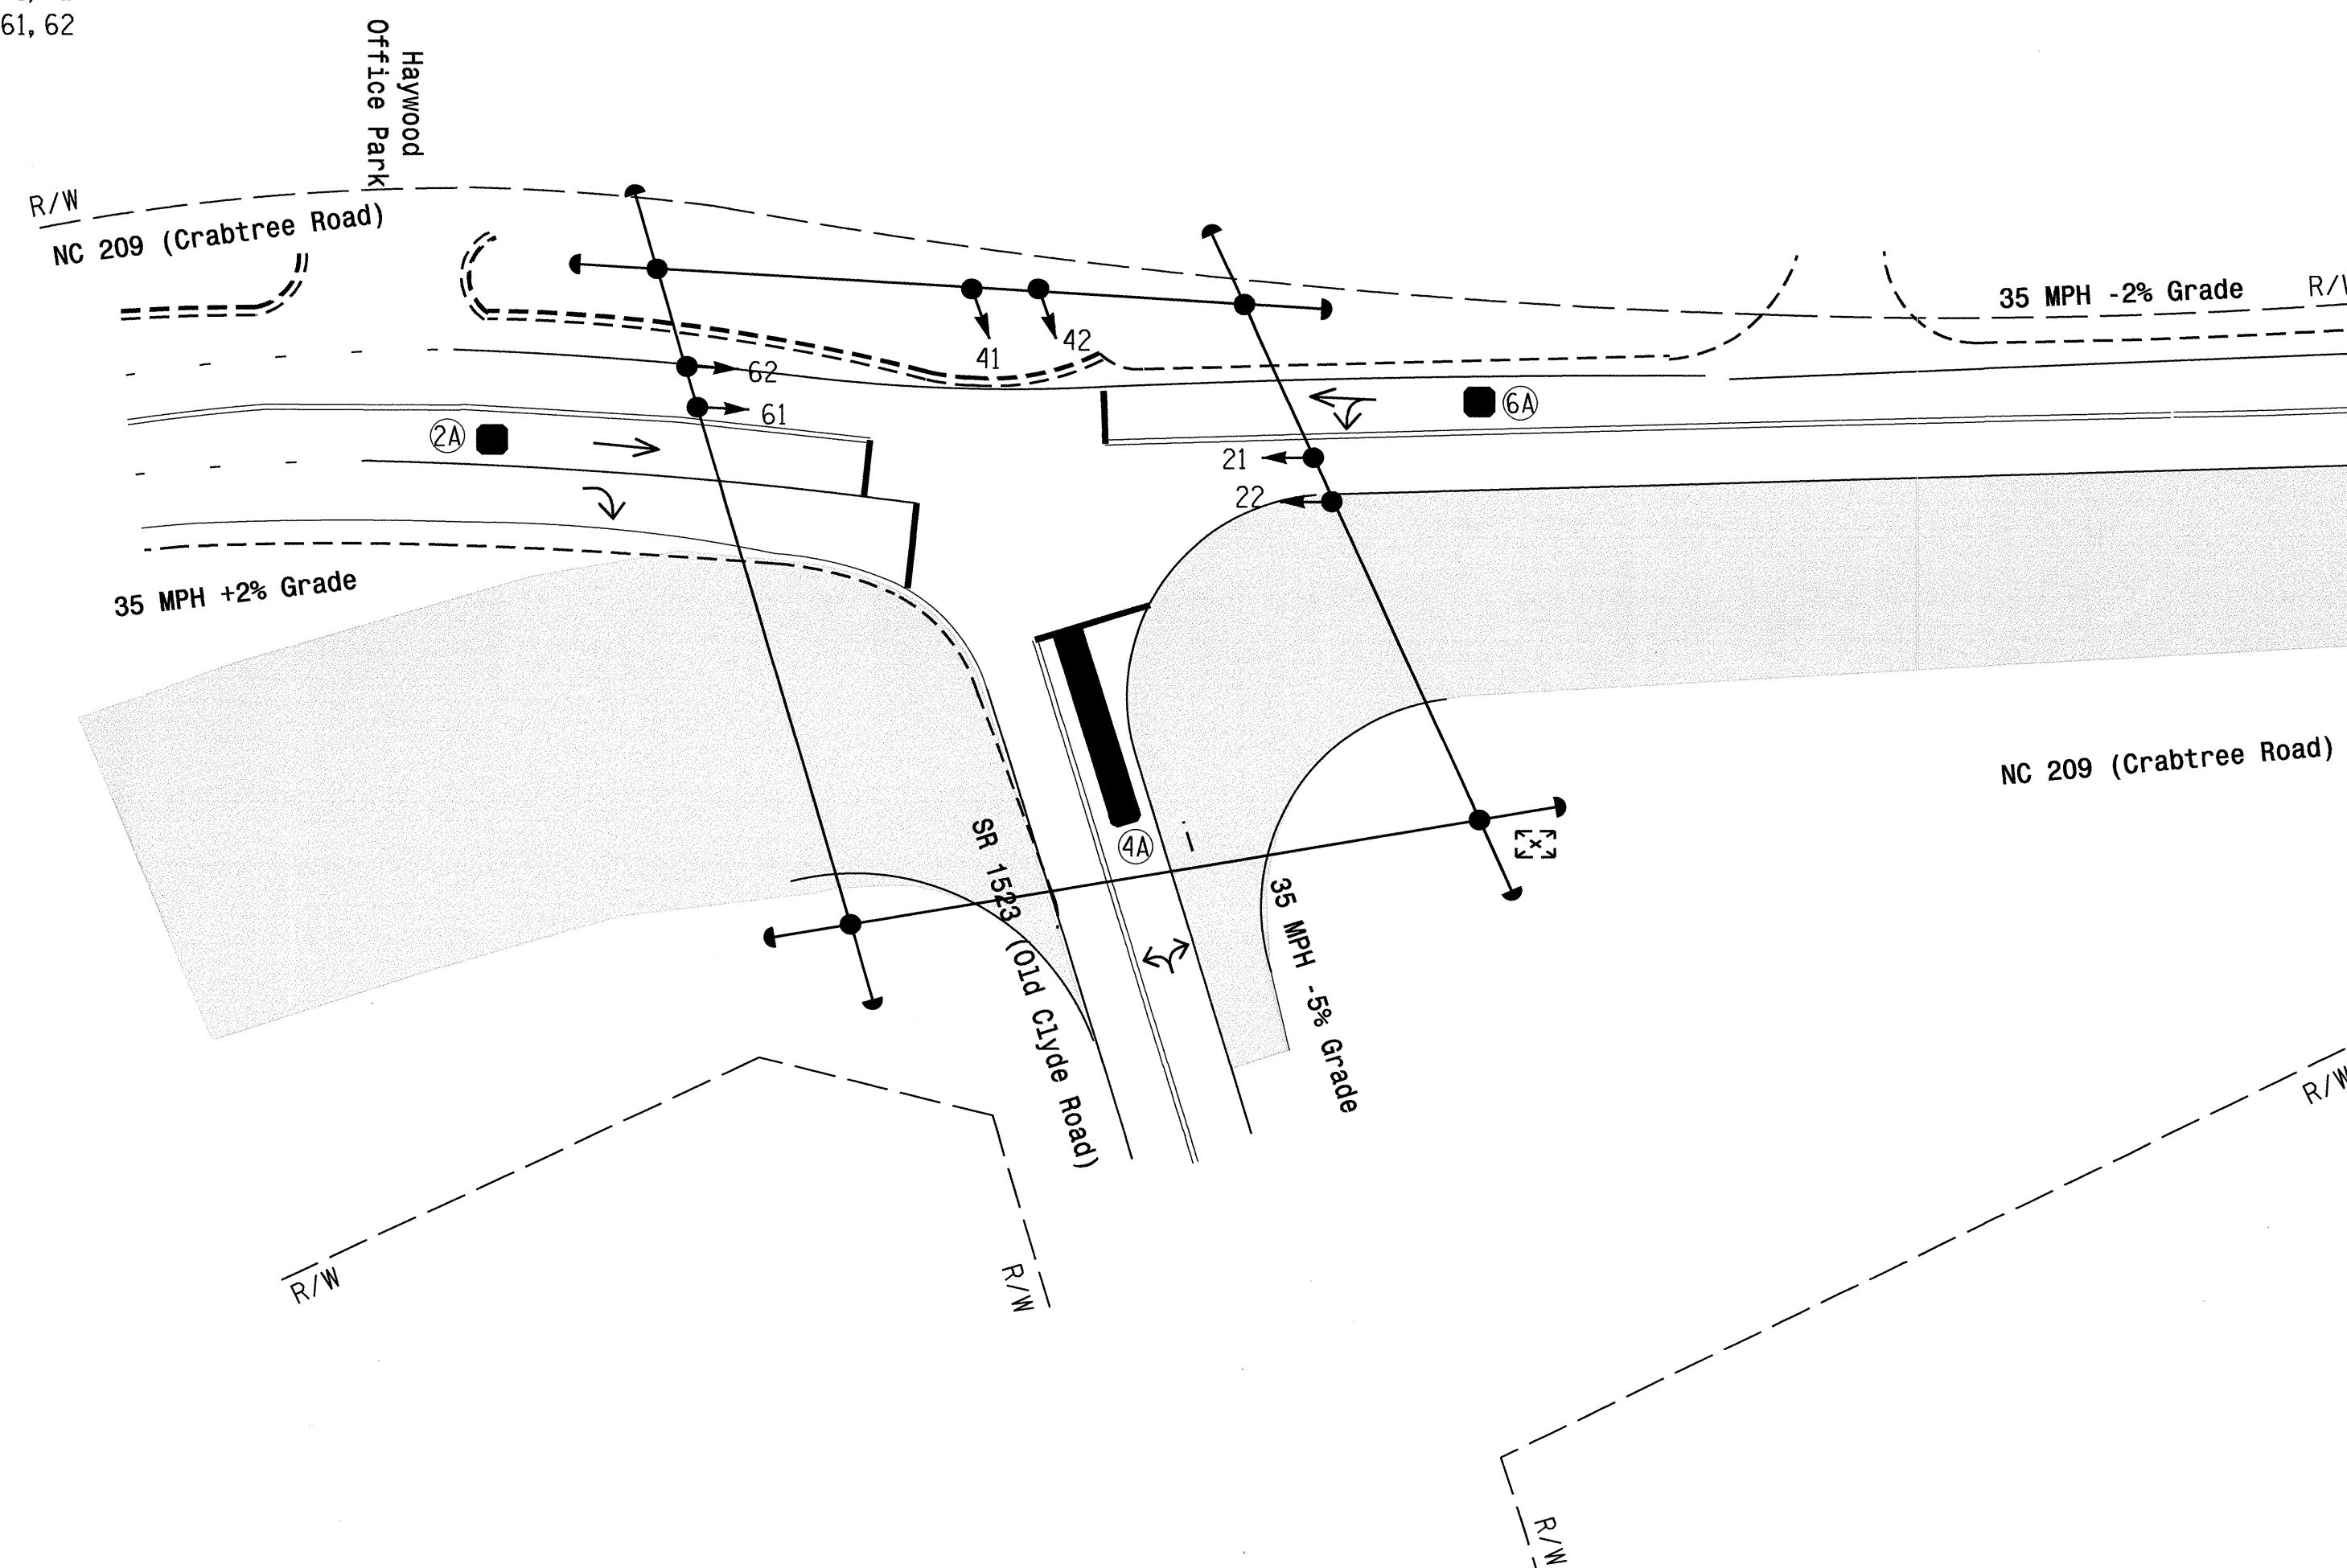 61, 62
Haywood
Office Park
R/W
NC 209 (Crabtree Road)
35 MPH -2% Grade
R/W
41
42
62
61
2A
6A
21
22
35 MPH +2% Grade
NC 209 (Crabtree Road)
4A
x
SR 1523 (Old Clyde Road)
35 MPH -5% Grade
R/W
R/W
R/W
R/W